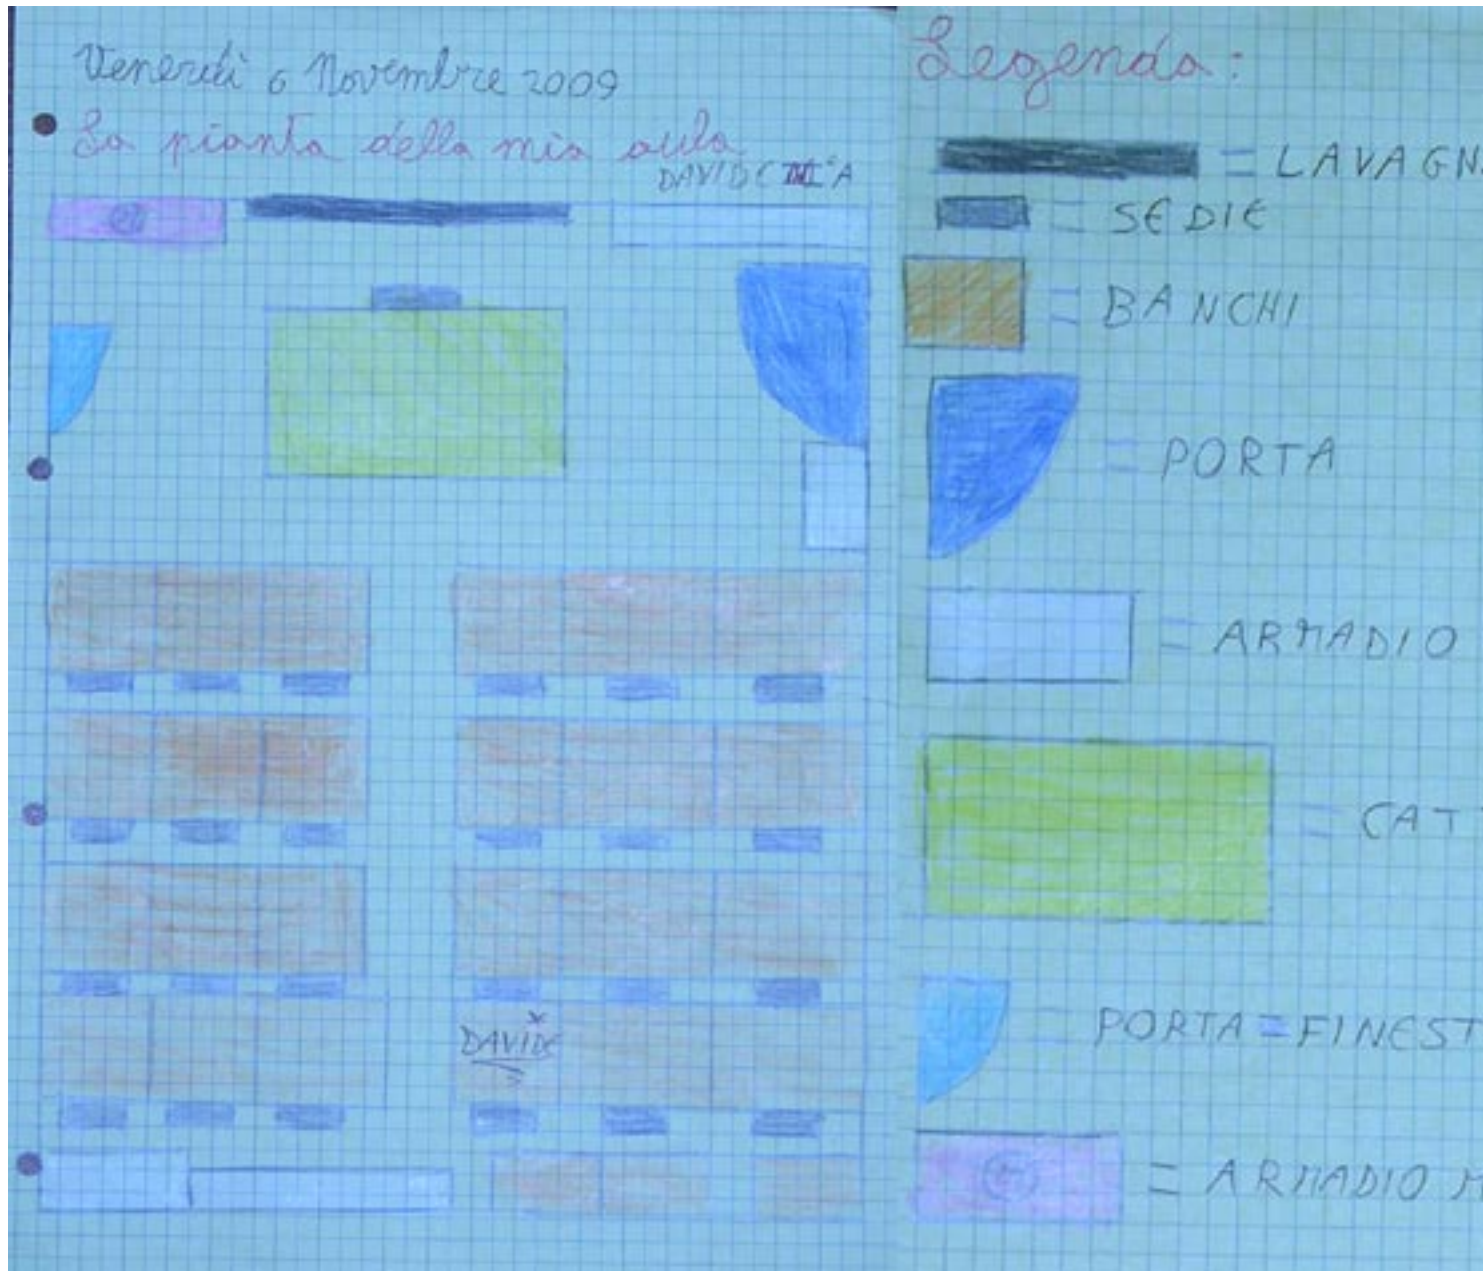 Venerdì 6 Novembre 2009
La pianta della mia aula
DAVIDE III°A
DAVIDE
Legenda:
= LAVAGN
= SEDIE
= BANCHI
= PORTA
= ARMADIO
= CAT
= PORTA=FINEST
= ARMADIO M